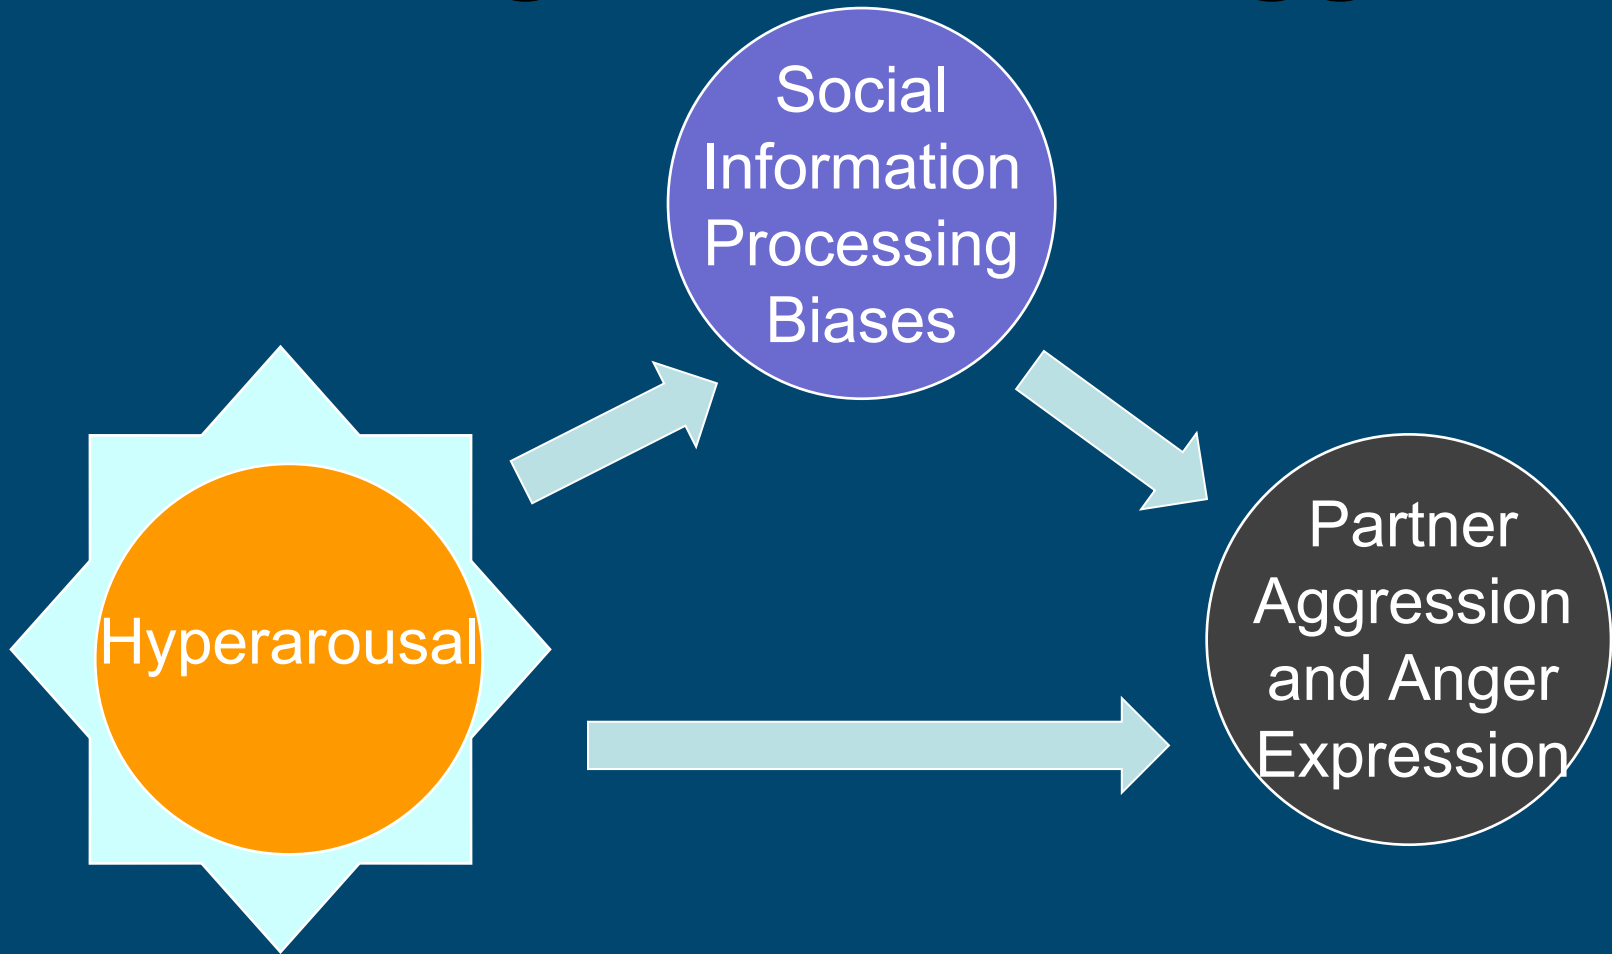 Social
Information
Processing
Biases
Hyperarousal
Partner
Aggression
and Anger
Expression